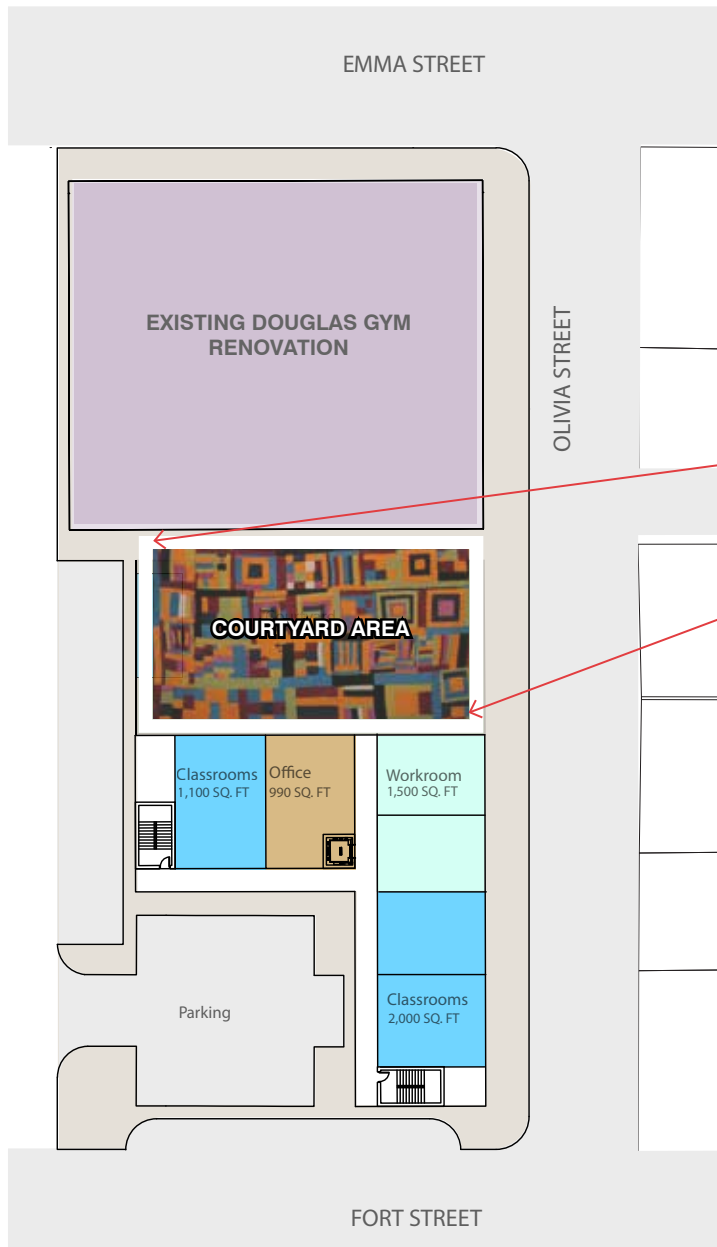 EMMA STREET
EXISTING DOUGLAS GYM
RENOVATION
OLIVIA STREET
COURTYARD AREA
Classrooms
1,100 SQ. FT
Office
990 SQ. FT
Workroom
1,500 SQ. FT
Classrooms
2,000 SQ. FT
Parking
FORT STREET